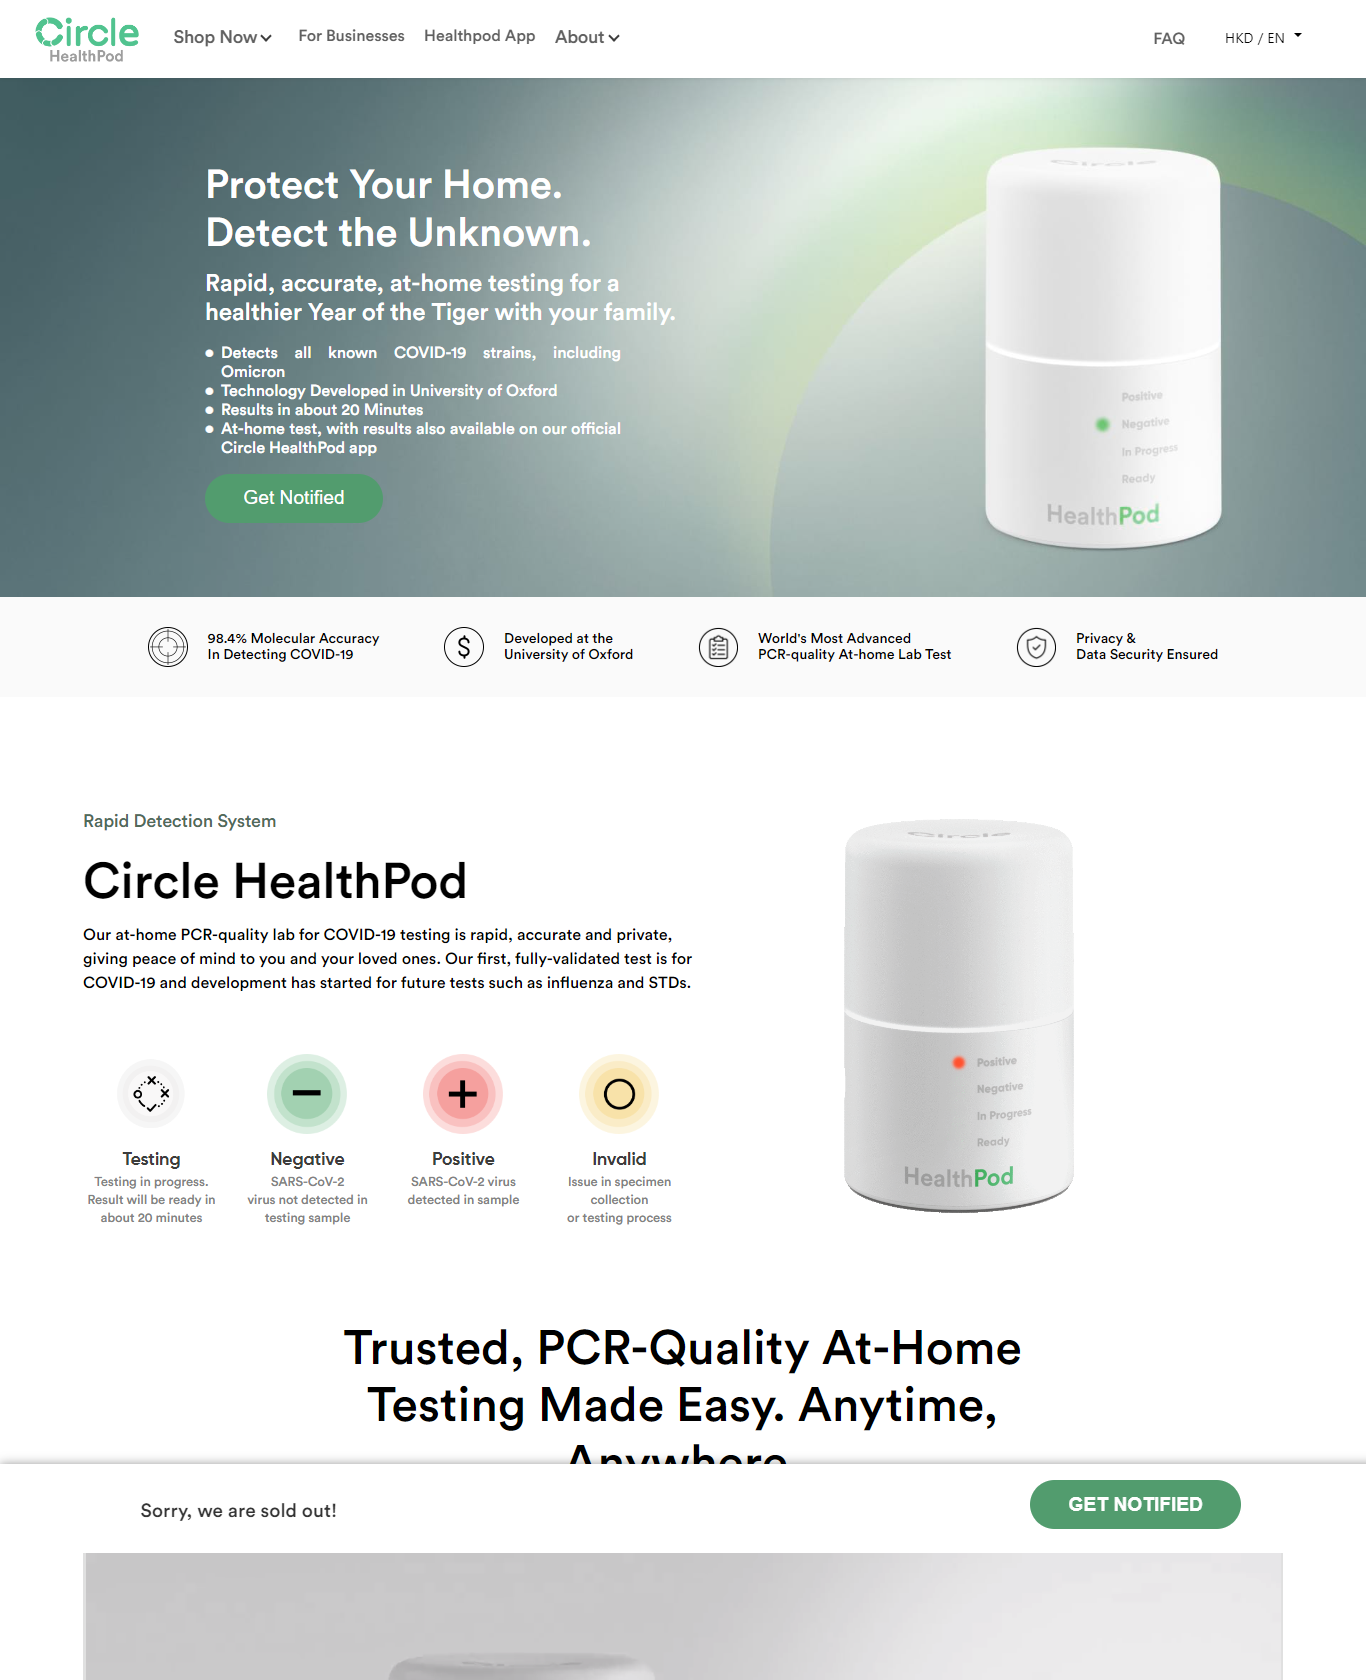 Circle
HealthPod
Shop Now
For Businesses
Healthpod App
About
FAQ
HKD / EN
Protect Your Home.
Detect the Unknown.
Rapid, accurate, at-home testing for a
healthier Year of the Tiger with your family.
Detects all known COVID-19 strains, including
Omicron
Technology Developed in University of Oxford
Results in about 20 Minutes
At-home test, with results also available on our official
Circle HealthPod app
Get Notified
Circle
Positive
Negative
In Progress
Ready
HealthPod
98.4% Molecular Accuracy
In Detecting COVID-19
Developed at the
University of Oxford
World's Most Advanced
PCR-quality At-home Lab Test
Privacy &
Data Security Ensured
Rapid Detection System
Circle HealthPod
Our at-home PCR-quality lab for COVID-19 testing is rapid, accurate and private,
giving peace of mind to you and your loved ones. Our first, fully-validated test is for
COVID-19 and development has started for future tests such as influenza and STDs.
Testing
Testing in progress.
Result will be ready in
about 20 minutes
Negative
SARS-CoV-2
virus not detected in
testing sample
Positive
SARS-CoV-2 virus
detected in sample
Invalid
Issue in specimen
collection
or testing process
Circle
Positive
Negative
In Progress
Ready
HealthPod
Trusted, PCR-Quality At-Home
Testing Made Easy. Anytime,
Anywhere
Sorry, we are sold out!
GET NOTIFIED